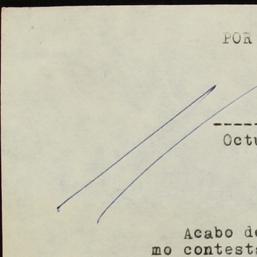 POR
------
Octu
Acabo de
mo contesta